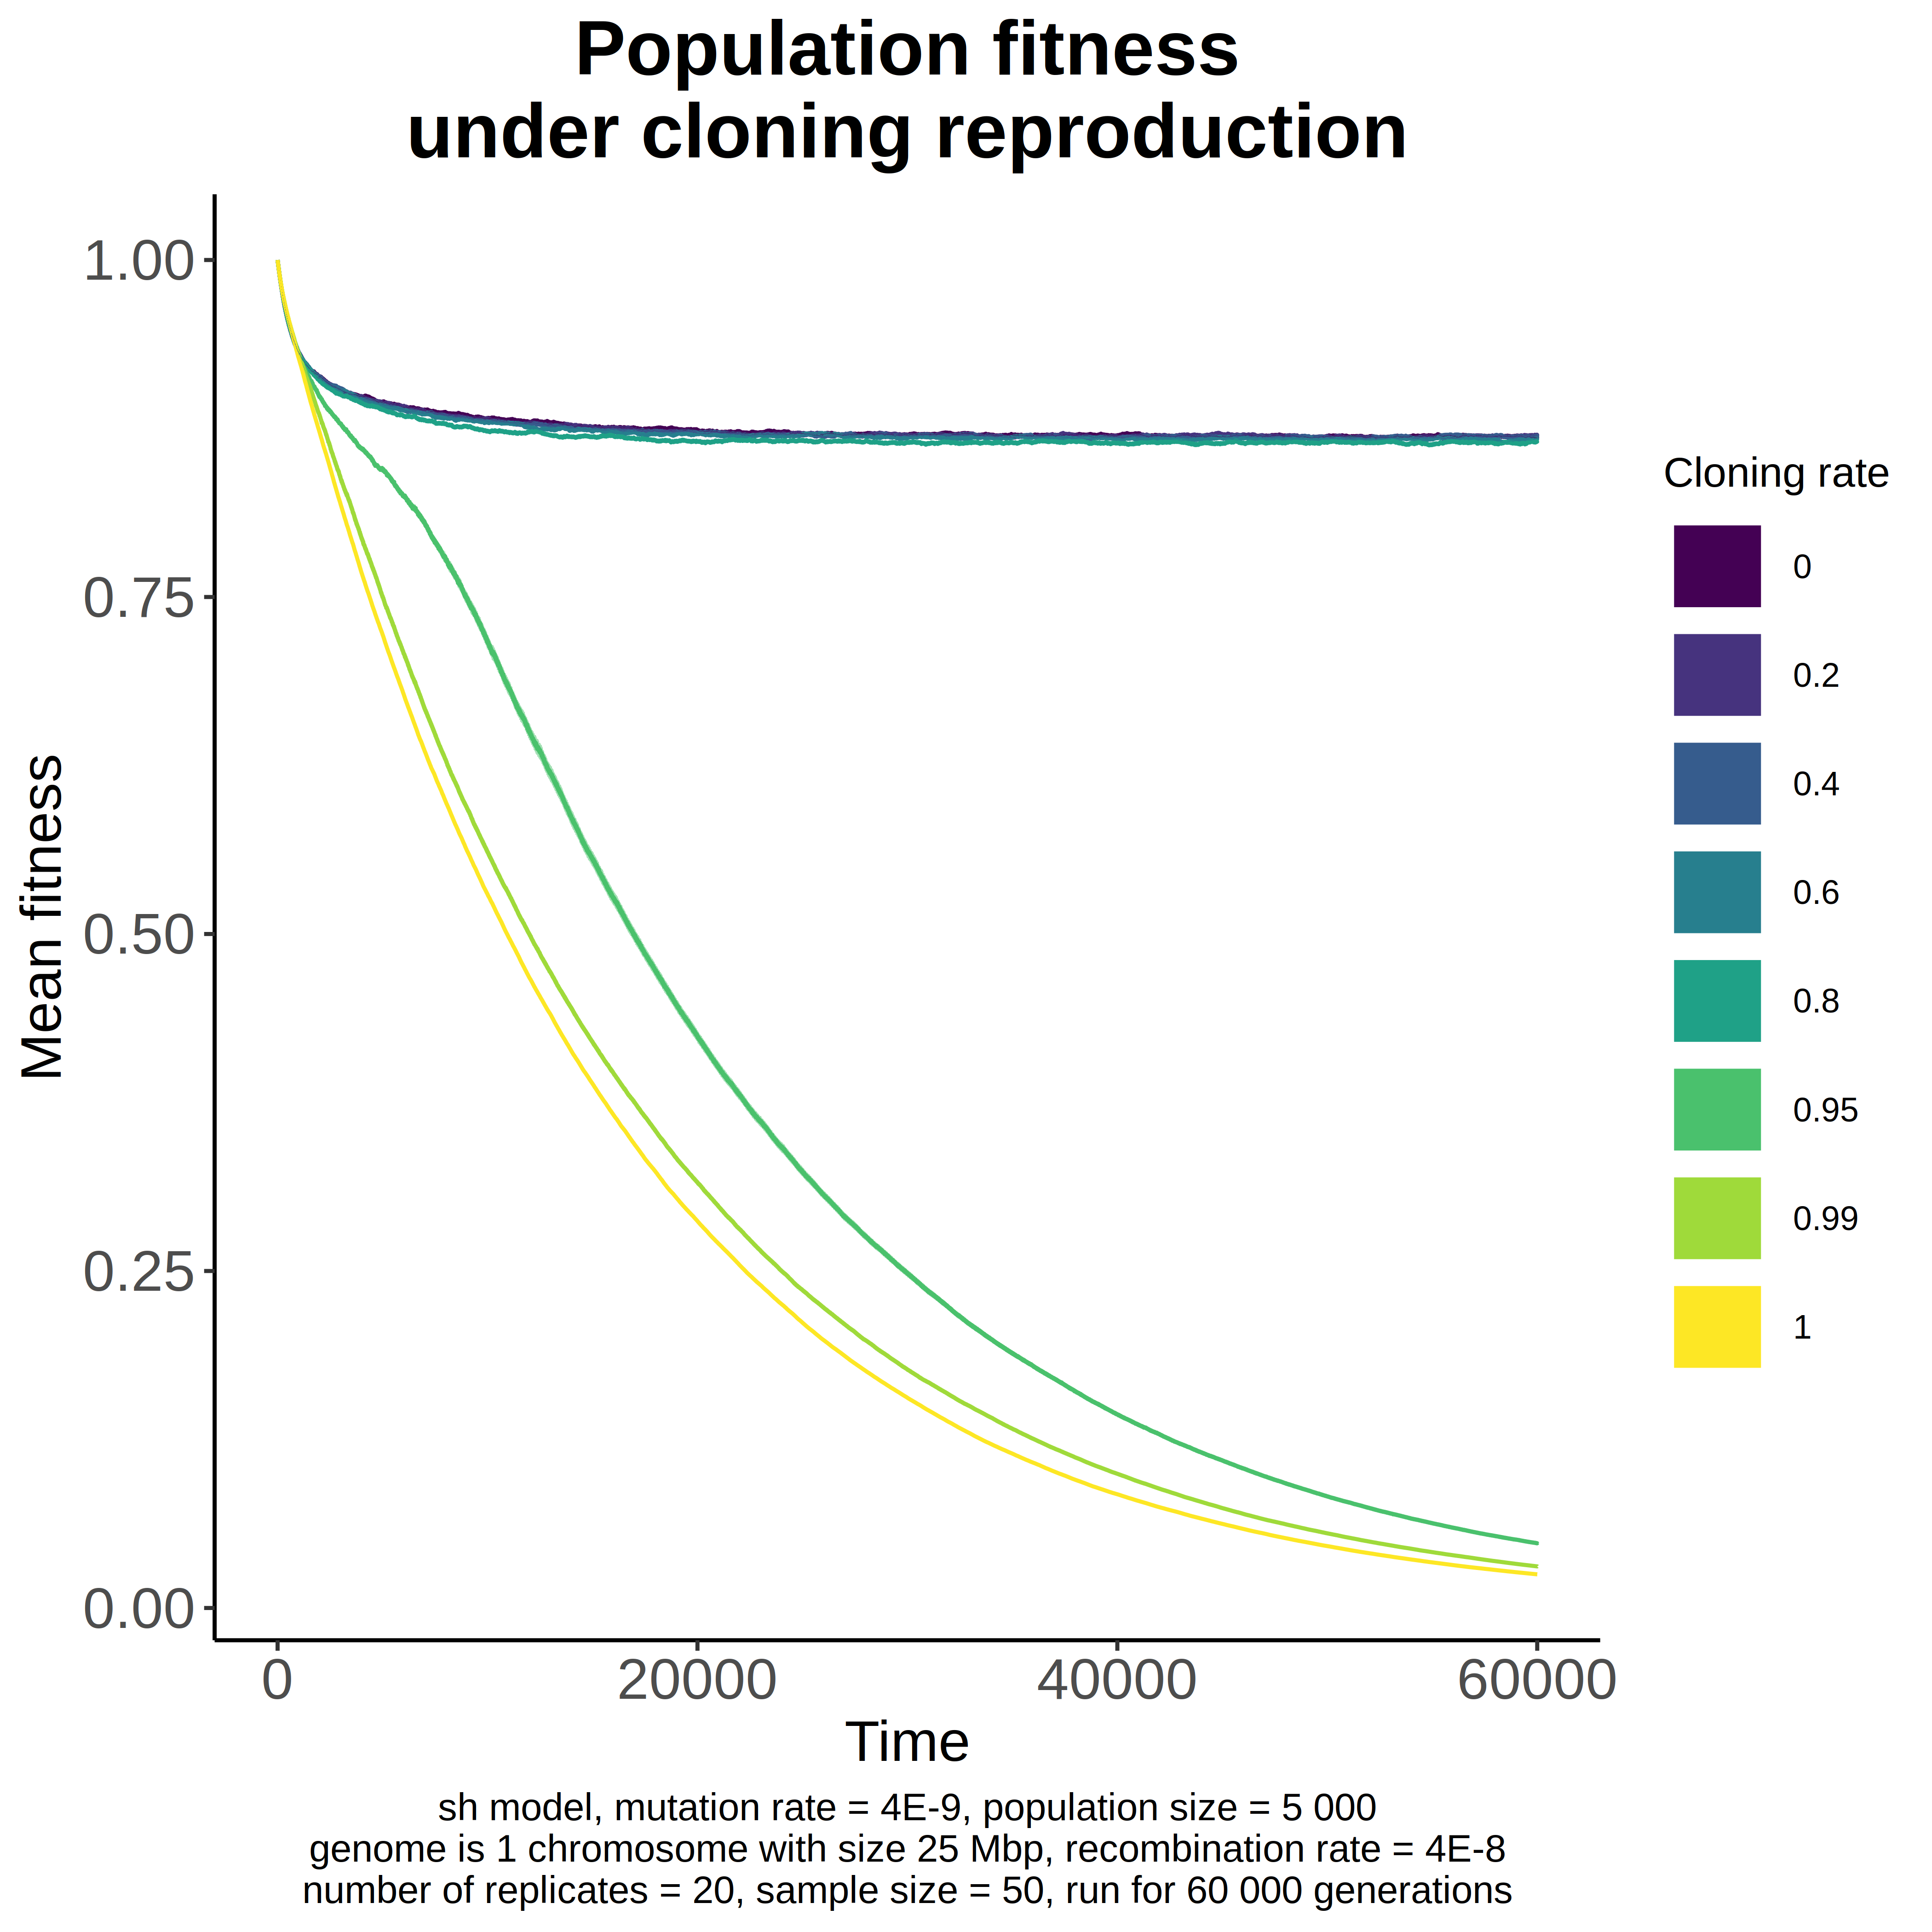 Population fitness
under cloning reproduction
Mean fitness
1.00
0.75
0.50
0.25
0.00
0
20000
40000
60000
Time
Cloning rate
0
0.2
0.4
0.6
0.8
0.95
0.99
1
sh model, mutation rate = 4E-9, population size = 5 000
genome is 1 chromosome with size 25 Mbp, recombination rate = 4E-8
number of replicates = 20, sample size = 50, run for 60 000 generations